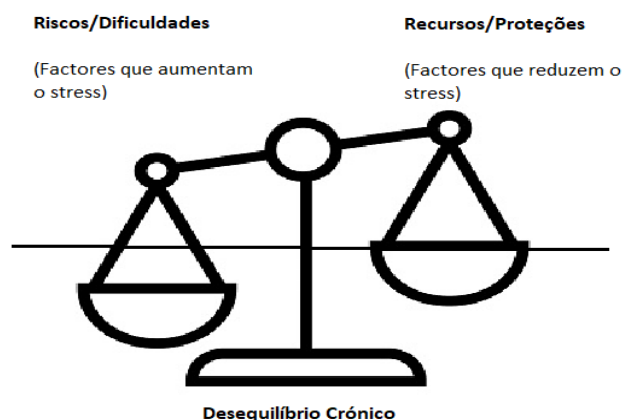 Riscos/Dificuldades
(Factores que aumentam
o stress)
Recursos/Proteções
(Factores que reduzem o
stress)
Desequilíbrio Crónico